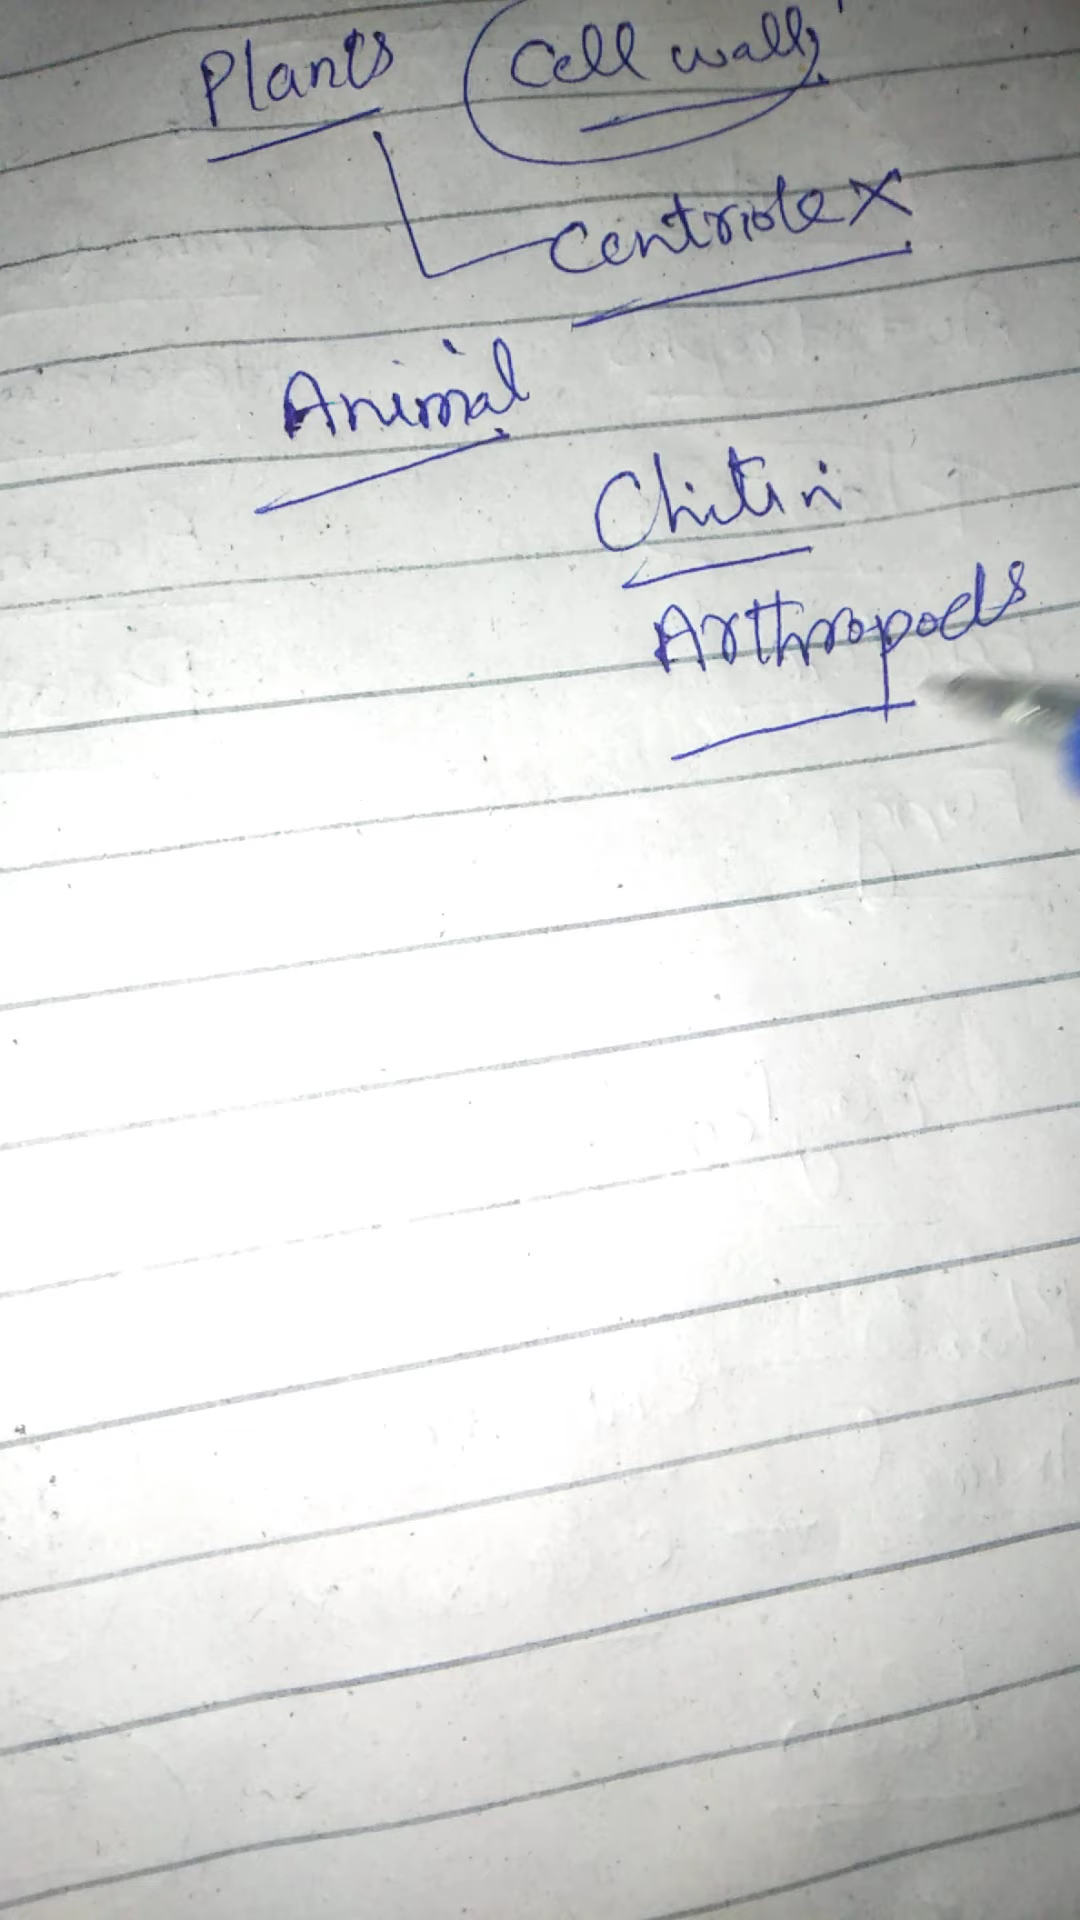 Plants Cell wall
Centriole X
Animal
Chitin
Arthropods